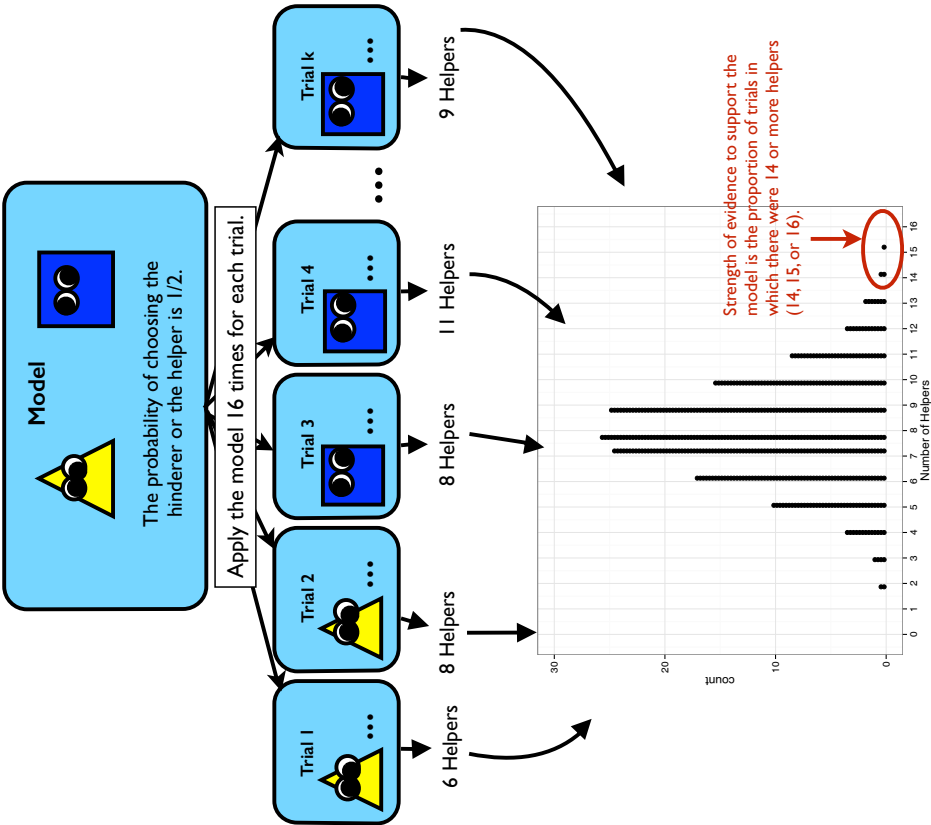 Model
The probability of choosing the
hinderer or the helper is 1/2.
Apply the model 16 times for each trial.
Trial 1
...
Trial 2
...
Trial 3
...
Trial 4
...
...
Trial k
...
6 Helpers
8 Helpers
8 Helpers
11 Helpers
9 Helpers
Strength of evidence to support the
model is the proportion of trials in
which there were 14 or more helpers
(14, 15, or 16).
count
30
20
10
0
0 1 2 3 4 5 6 7 8 9 10 11 12 13 14 15 16
Number of Helpers